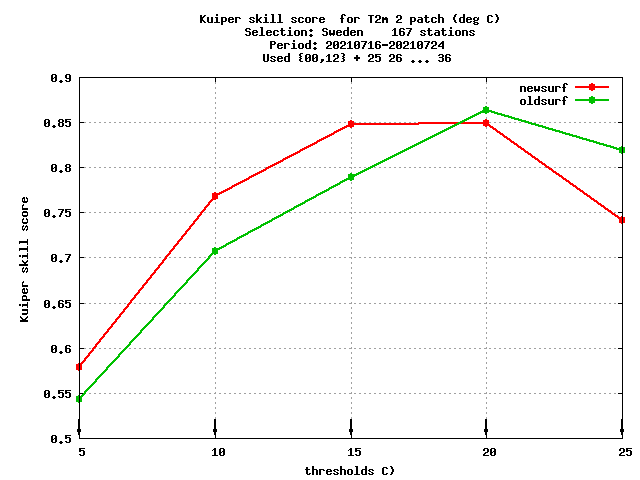 Kuiper skill score  for T2m 2 patch (deg C)
Selection: Sweden    167 stations
Period: 20210716-20210724
Used {00,12} + 25 26 ... 36
newsurf
oldsurf
0.9
0.85
0.8
0.75
0.7
0.65
0.6
0.55
0.5
Kuiper skill score
5 10 15 20 25
thresholds C)